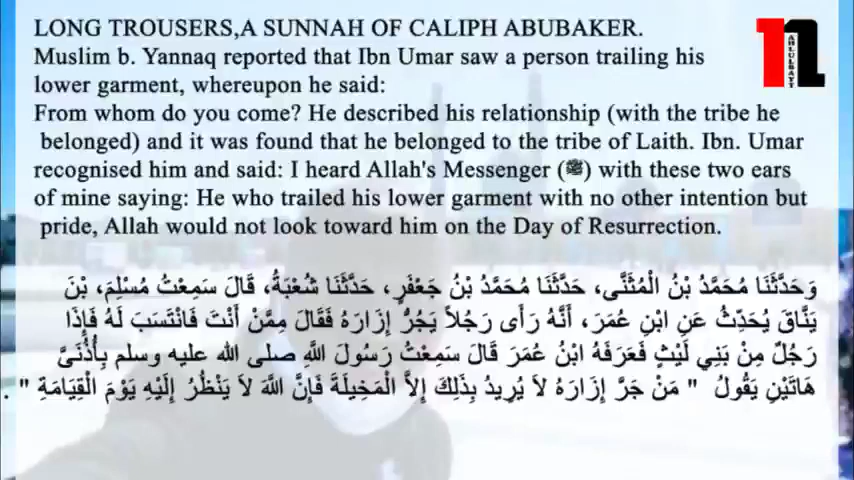 LONG TROUSERS,A SUNNAH OF CALIPH ABUBAKER.
Muslim b. Yannaq reported that Ibn Umar saw a person trailing his
lower garment, whereupon he said:
From whom do you come? He described his relationship (with the tribe he
belonged) and it was found that he belonged to the tribe of Laith. Ibn. Umar
recognised him and said: I heard Allah's Messenger (ﷺ) with these two ears
of mine saying: He who trailed his lower garment with no other intention but
pride, Allah would not look toward him on the Day of Resurrection.
وَحَدَّثَنَا مُحَمَّدُ بْنُ الْمُثَنَّى، حَدَّثَنَا مُحَمَّدُ بْنُ جَعْفَرٍ، حَدَّثَنَا شُعْبَةُ، قَالَ سَمِعْتُ مُسْلِمَ، بْنَ
يَنَّاقَ يُحَدِّثُ عَنِ ابْنِ عُمَرَ، أَنَّهُ رَأَى رَجُلاً يَجُرُّ إِزَارَهُ فَقَالَ مِمَّنْ أَنْتَ فَانْتَسَبَ لَهُ فَإِذَا
رَجُلٌ مِنْ بَنِي لَيْثٍ فَعَرَفَهُ ابْنُ عُمَرَ قَالَ سَمِعْتُ رَسُولَ اللَّهِ صلى الله عليه وسلم بِأُذُنَىَّ
هَاتَيْنِ يَقُولُ " مَنْ جَرَّ إِزَارَهُ لاَ يُرِيدُ بِذَلِكَ إِلاَّ الْمَخِيلَةَ فَإِنَّ اللَّهَ لاَ يَنْظُرُ إِلَيْهِ يَوْمَ الْقِيَامَةِ " .
AHLULBAYT